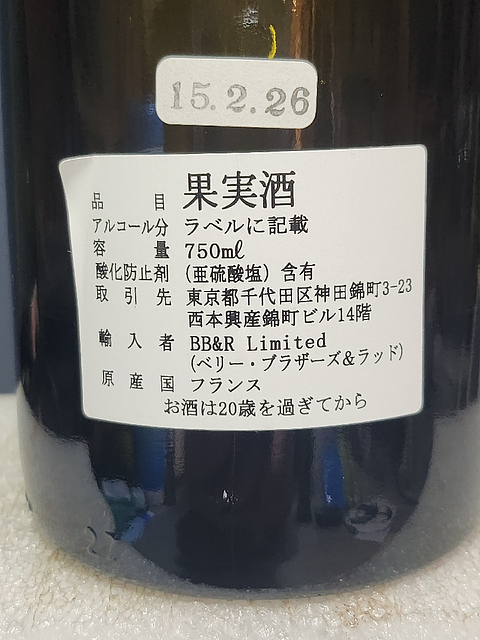 15.2.26
品目 果実酒
アルコール分 ラベルに記載
容量 750mℓ
酸化防止剤 (亜硫酸塩) 含有
取引先 東京都千代田区神田錦町3-23
西本興産錦町ビル14階
輸入者 BB&R Limited
(ベリー・ブラザーズ&ラッド)
原産国 フランス
お酒は20歳を過ぎてから